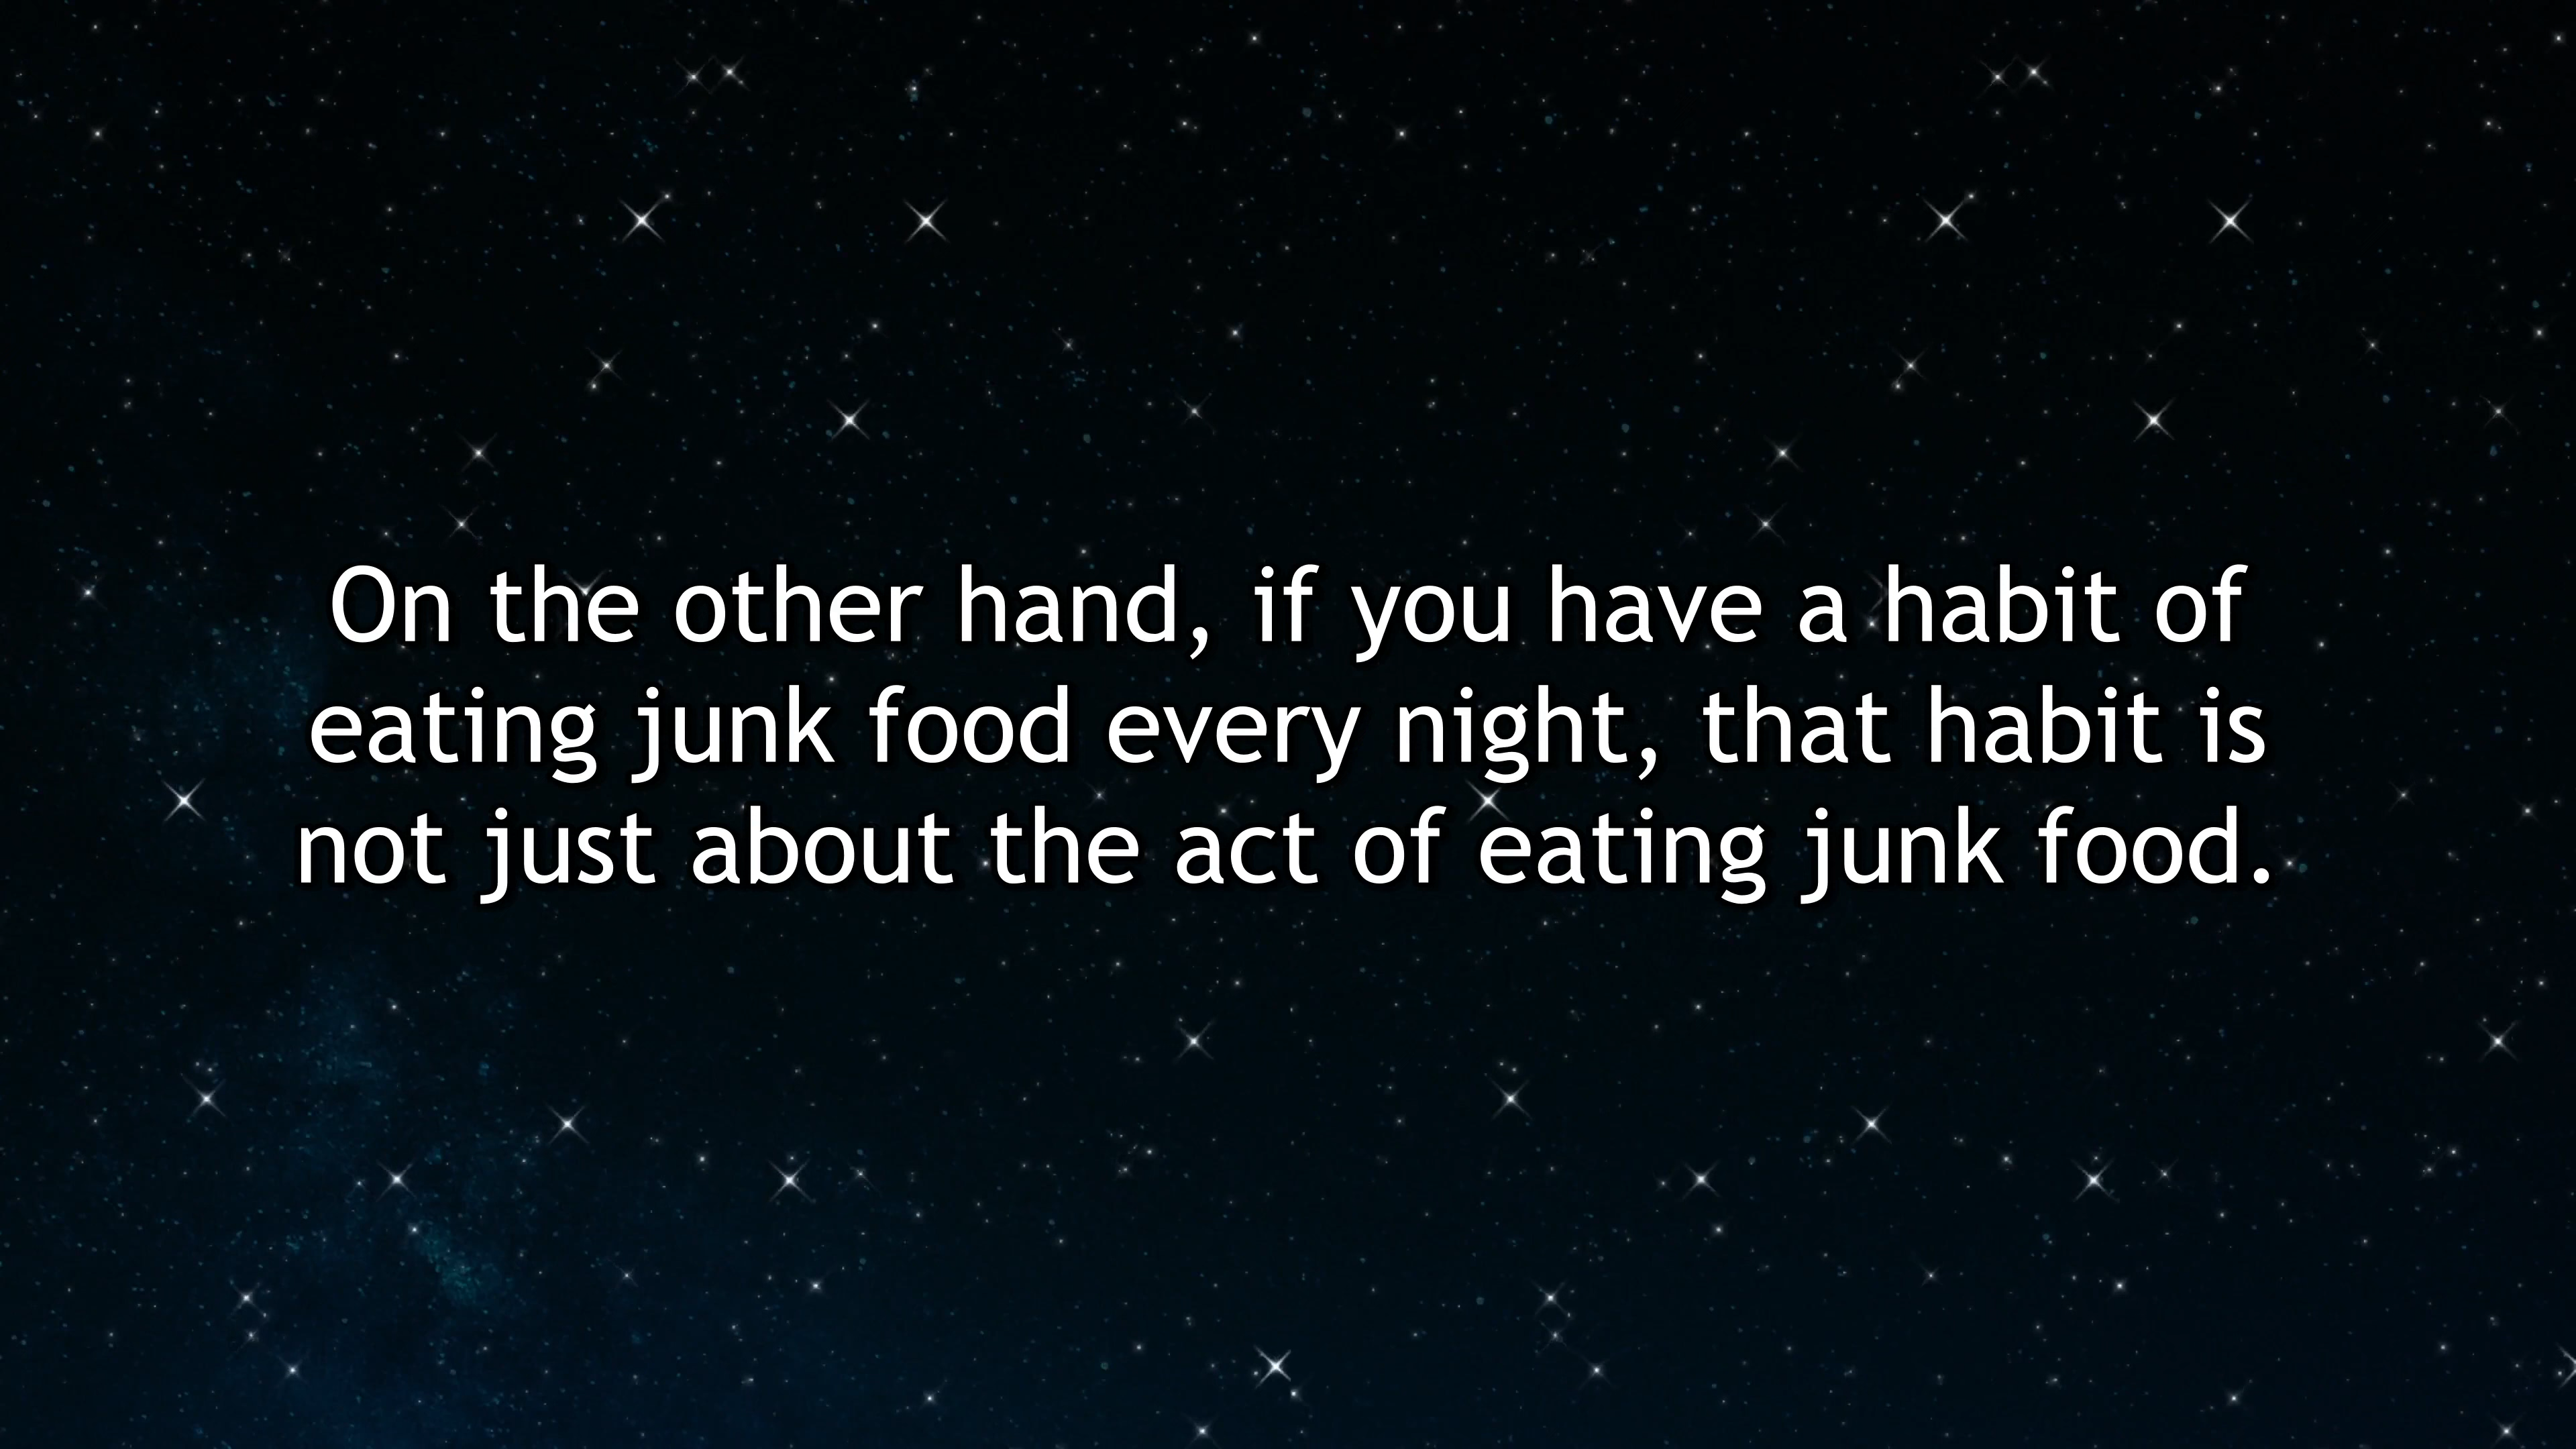 On the other hand, if you have a habit of
eating junk food every night, that habit is
not just about the act of eating junk food.